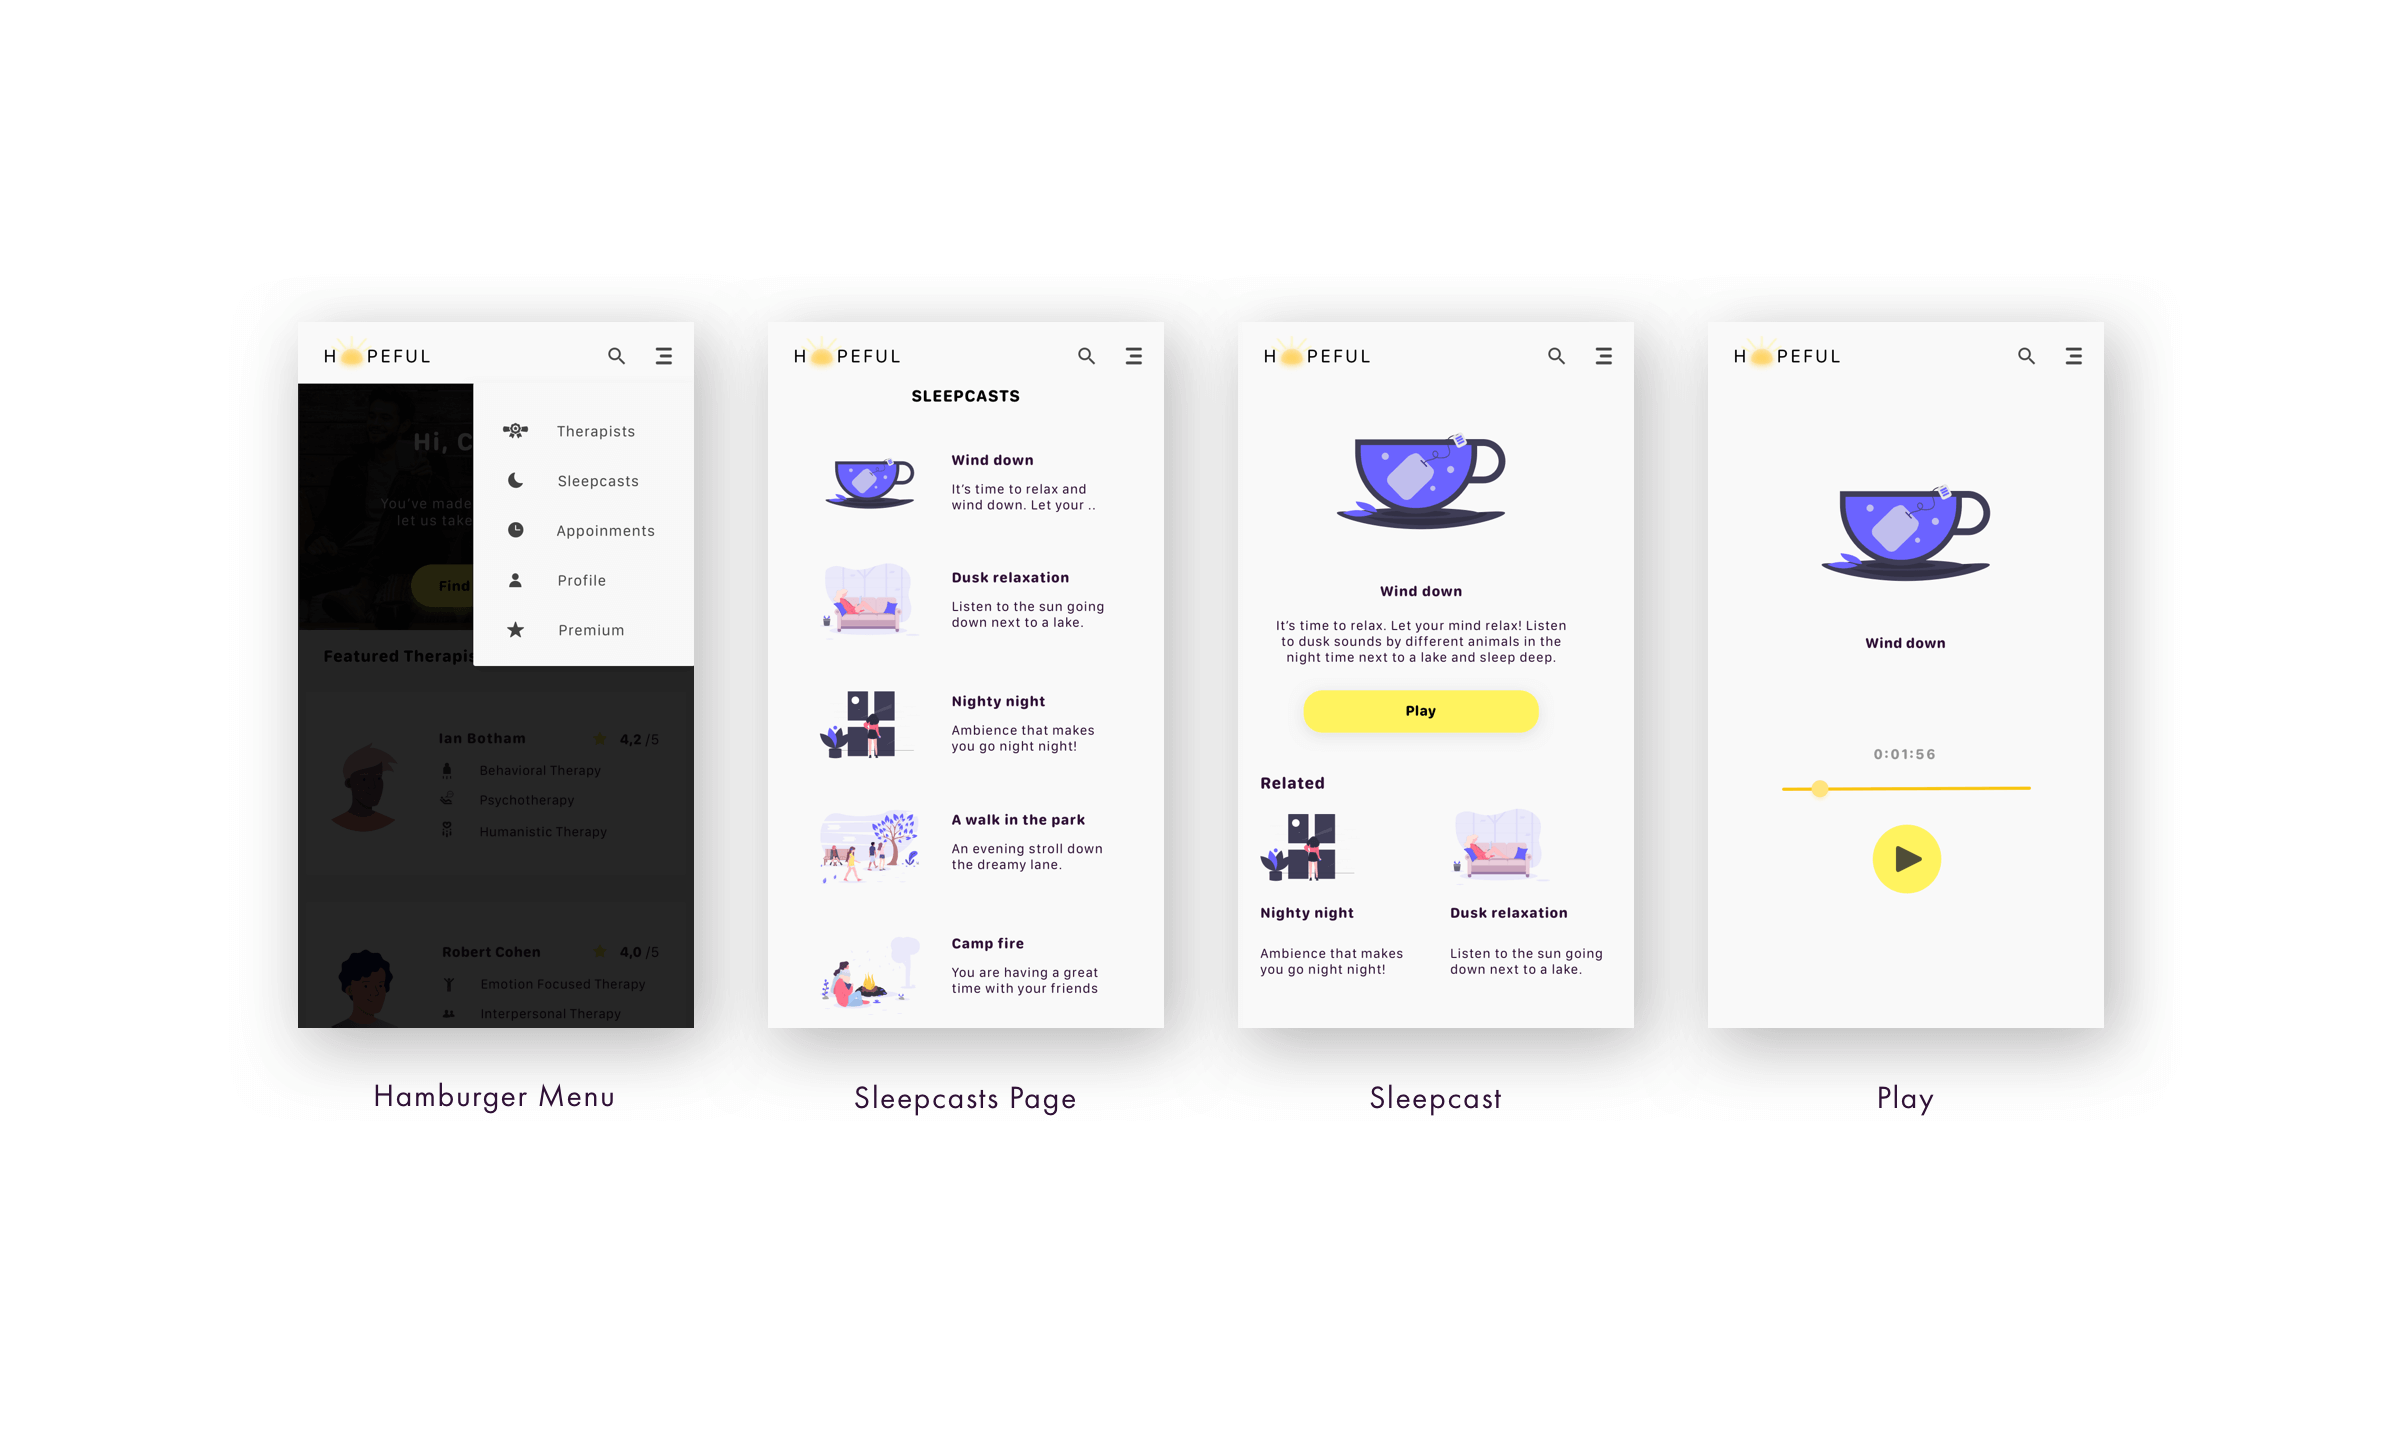 H PEFUL
Therapists
Sleepcasts
Appoinments
Profile
Premium
Hi, C
You've made
let us take
Find
Featured Therapis
Ian Botham
4,2 /5
Behavioral Therapy
Psychotherapy
Humanistic Therapy
Robert Cohen
4,0 /5
Emotion Focused Therapy
Interpersonal Therapy
Hamburger Menu
H PEFUL
SLEEPCASTS
Wind down
It's time to relax and
wind down. Let your ..
Dusk relaxation
Listen to the sun going
down next to a lake.
Nighty night
Ambience that makes
you go night night!
A walk in the park
An evening stroll down
the dreamy lane.
Camp fire
You are having a great
time with your friends
Sleepcasts Page
H PEFUL
Wind down
It's time to relax. Let your mind relax! Listen
to dusk sounds by different animals in the
night time next to a lake and sleep deep.
Play
Related
Nighty night
Ambience that makes
you go night night!
Dusk relaxation
Listen to the sun going
down next to a lake.
Sleepcast
H PEFUL
Wind down
0:01:56
Play